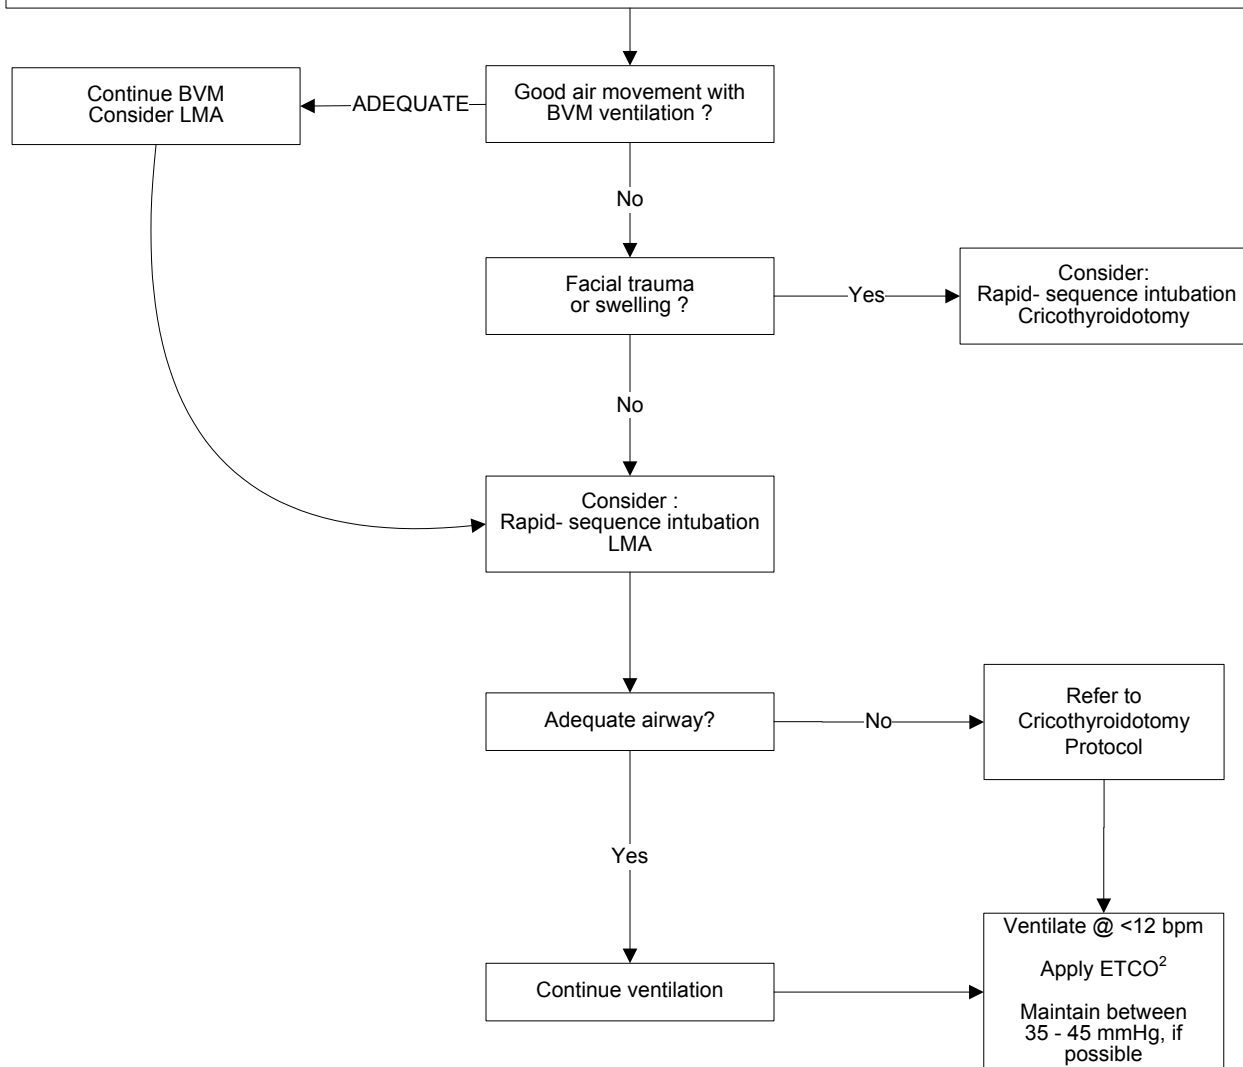 Good air movement with
BVM ventilation ?
ADEQUATE
Continue BVM
Consider LMA
No
Facial trauma
or swelling ?
Yes
Consider:
Rapid- sequence intubation
Cricothyroidotomy
No
Consider :
Rapid- sequence intubation
LMA
Adequate airway?
No
Refer to
Cricothyroidotomy
Protocol
Yes
Continue ventilation
Ventilate @ <12 bpm
Apply ETCO²
Maintain between
35 - 45 mmHg, if
possible